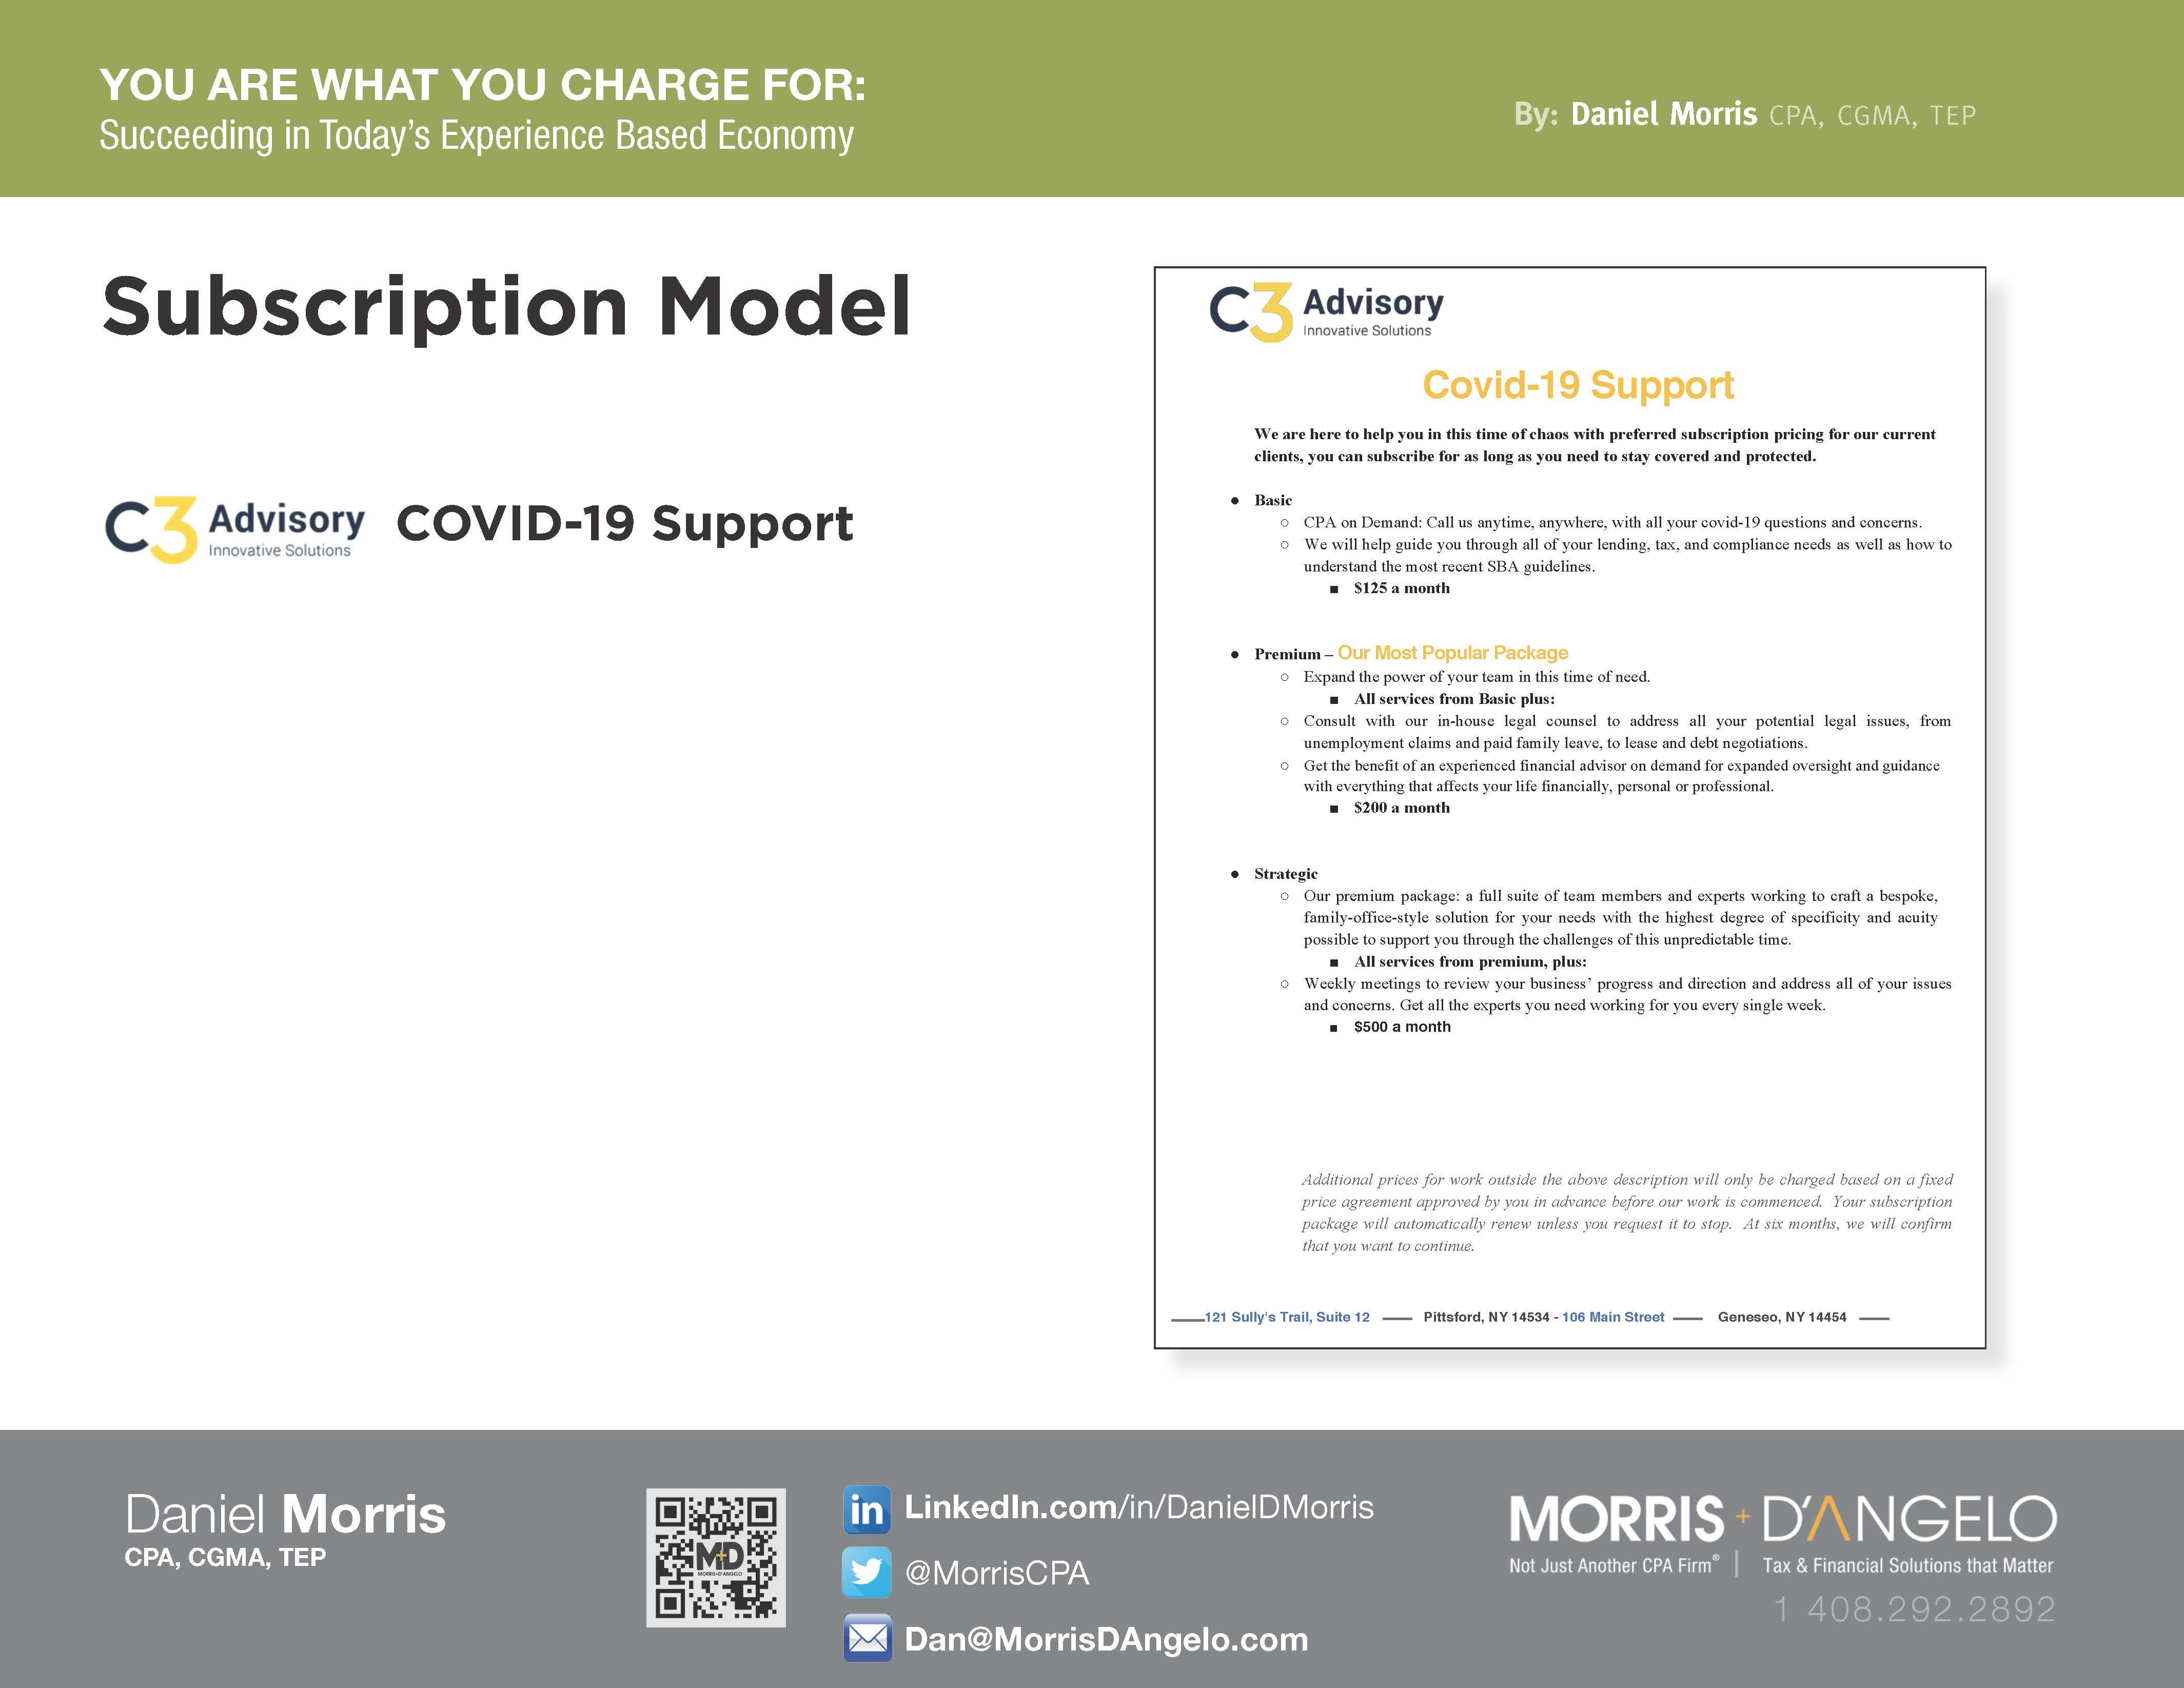 YOU ARE WHAT YOU CHARGE FOR:
Succeeding in Today's Experience Based Economy
By: Daniel Morris CPA, CGMA, TEP
Subscription Model
C3 Advisory
Innovative Solutions
COVID-19 Support
C3 Advisory
Innovative Solutions
Covid-19 Support
We are here to help you in this time of chaos with preferred subscription pricing for our current
clients, you can subscribe for as long as you need to stay covered and protected.
● Basic
○ CPA on Demand: Call us anytime, anywhere, with all your covid-19 questions and concerns.
○ We will help guide you through all of your lending, tax, and compliance needs as well as how to
understand the most recent SBA guidelines.
■ $125 a month
● Premium – Our Most Popular Package
○ Expand the power of your team in this time of need.
■ All services from Basic plus:
○ Consult with our in-house legal counsel to address all your potential legal issues, from
unemployment claims and paid family leave, to lease and debt negotiations.
○ Get the benefit of an experienced financial advisor on demand for expanded oversight and guidance
with everything that affects your life financially, personal or professional.
■ $200 a month
● Strategic
○ Our premium package: a full suite of team members and experts working to craft a bespoke,
family-office-style solution for your needs with the highest degree of specificity and acuity
possible to support you through the challenges of this unpredictable time.
■ All services from premium, plus:
○ Weekly meetings to review your business' progress and direction and address all of your issues
and concerns. Get all the experts you need working for you every single week.
■ $500 a month
Additional prices for work outside the above description will only be charged based on a fixed
price agreement approved by you in advance before our work is commenced. Your subscription
package will automatically renew unless you request it to stop. At six months, we will confirm
that you want to continue.
121 Sully's Trail, Suite 12 — Pittsford, NY 14534 - 106 Main Street — Geneseo, NY 14454 —
Daniel Morris
CPA, CGMA, TEP
M+D
MORRIS+D'ANGELO
in LinkedIn.com/in/DanielDMorris
@MorrisCPA
Dan@MorrisDAngelo.com
MORRIS + D'ANGELO
Not Just Another CPA Firm® | Tax & Financial Solutions that Matter
1 408.292.2892